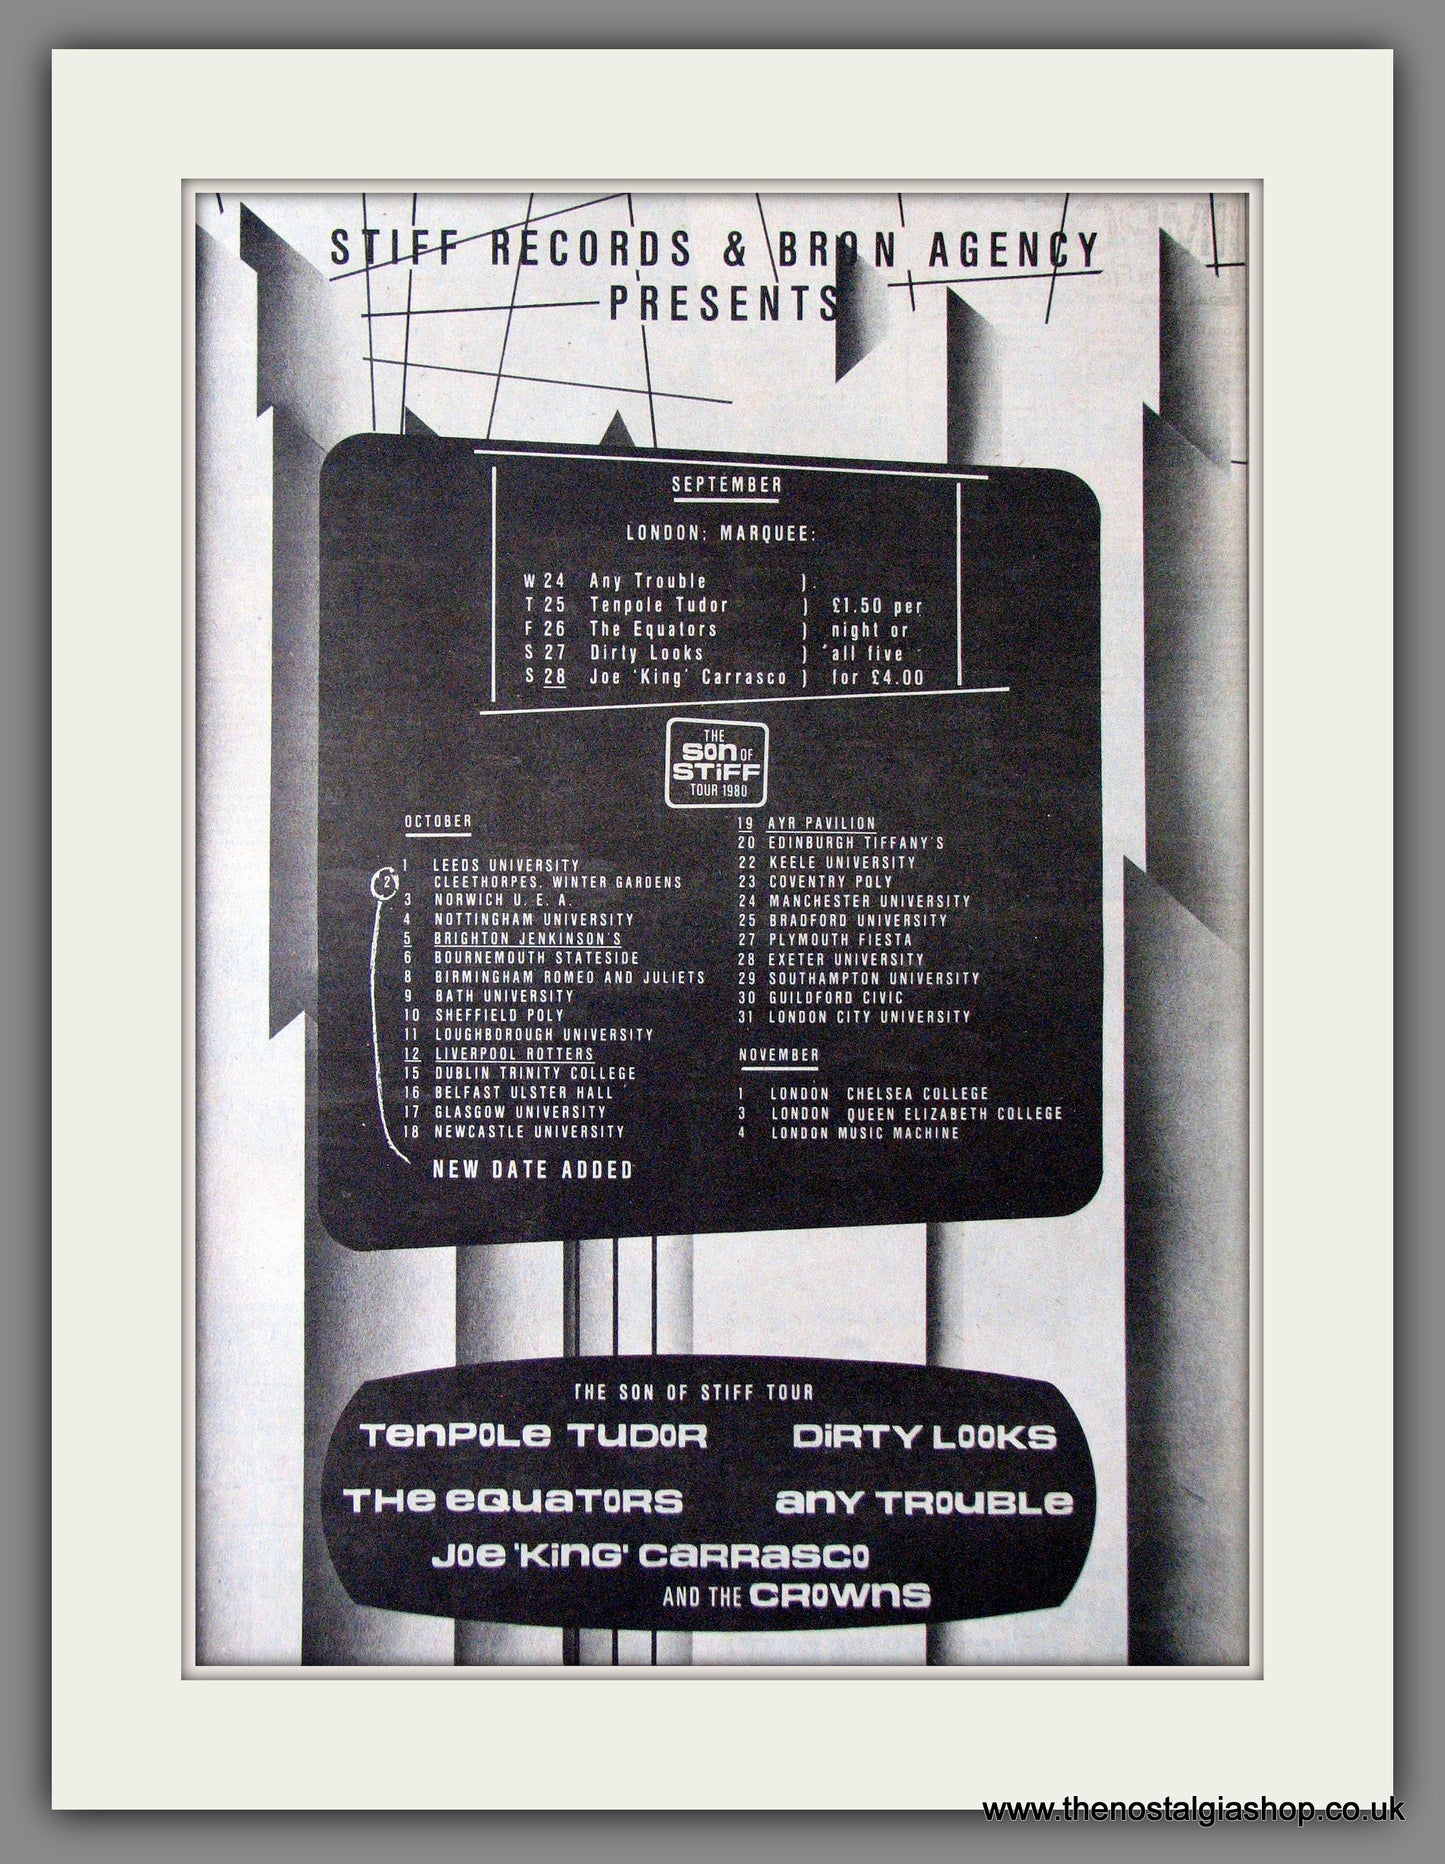 STIFF RECORDS & BRON AGENCY
PRESENTS
SEPTEMBER
LONDON: MARQUEE:
W 24 Any Trouble ).
T 25 Tenpole Tudor ) £1.50 per
F 26 The Equators ) night or
S 27 Dirty Looks ) all five
S 28 Joe 'King' Carrasco ) for £4.00
THE
SON OF
STIFF
TOUR 1980
OCTOBER
1 LEEDS UNIVERSITY
2 CLEETHORPES. WINTER GARDENS
3 NORWICH U. E. A.
4 NOTTINGHAM UNIVERSITY
5 BRIGHTON JENKINSON'S
6 BOURNEMOUTH STATESIDE
8 BIRMINGHAM ROMEO AND JULIETS
9 BATH UNIVERSITY
10 SHEFFIELD POLY
11 LOUGHBOROUGH UNIVERSITY
12 LIVERPOOL ROTTERS
15 DUBLIN TRINITY COLLEGE
16 BELFAST ULSTER HALL
17 GLASGOW UNIVERSITY
18 NEWCASTLE UNIVERSITY
NEW DATE ADDED
19 AYR PAVILION
20 EDINBURGH TIFFANY'S
22 KEELE UNIVERSITY
23 COVENTRY POLY
24 MANCHESTER UNIVERSITY
25 BRADFORD UNIVERSITY
27 PLYMOUTH FIESTA
28 EXETER UNIVERSITY
29 SOUTHAMPTON UNIVERSITY
30 GUILDFORD CIVIC
31 LONDON CITY UNIVERSITY
NOVEMBER
1 LONDON CHELSEA COLLEGE
3 LONDON QUEEN ELIZABETH COLLEGE
4 LONDON MUSIC MACHINE
THE SON OF STIFF TOUR
TenPOLe TUDOR DiRTY LOOKS
THe eQUaTORS anY TROUBLe
JOe 'KinG' CaRRaSCO
AND THE CROWnS
www.thenostalgiashop.co.uk